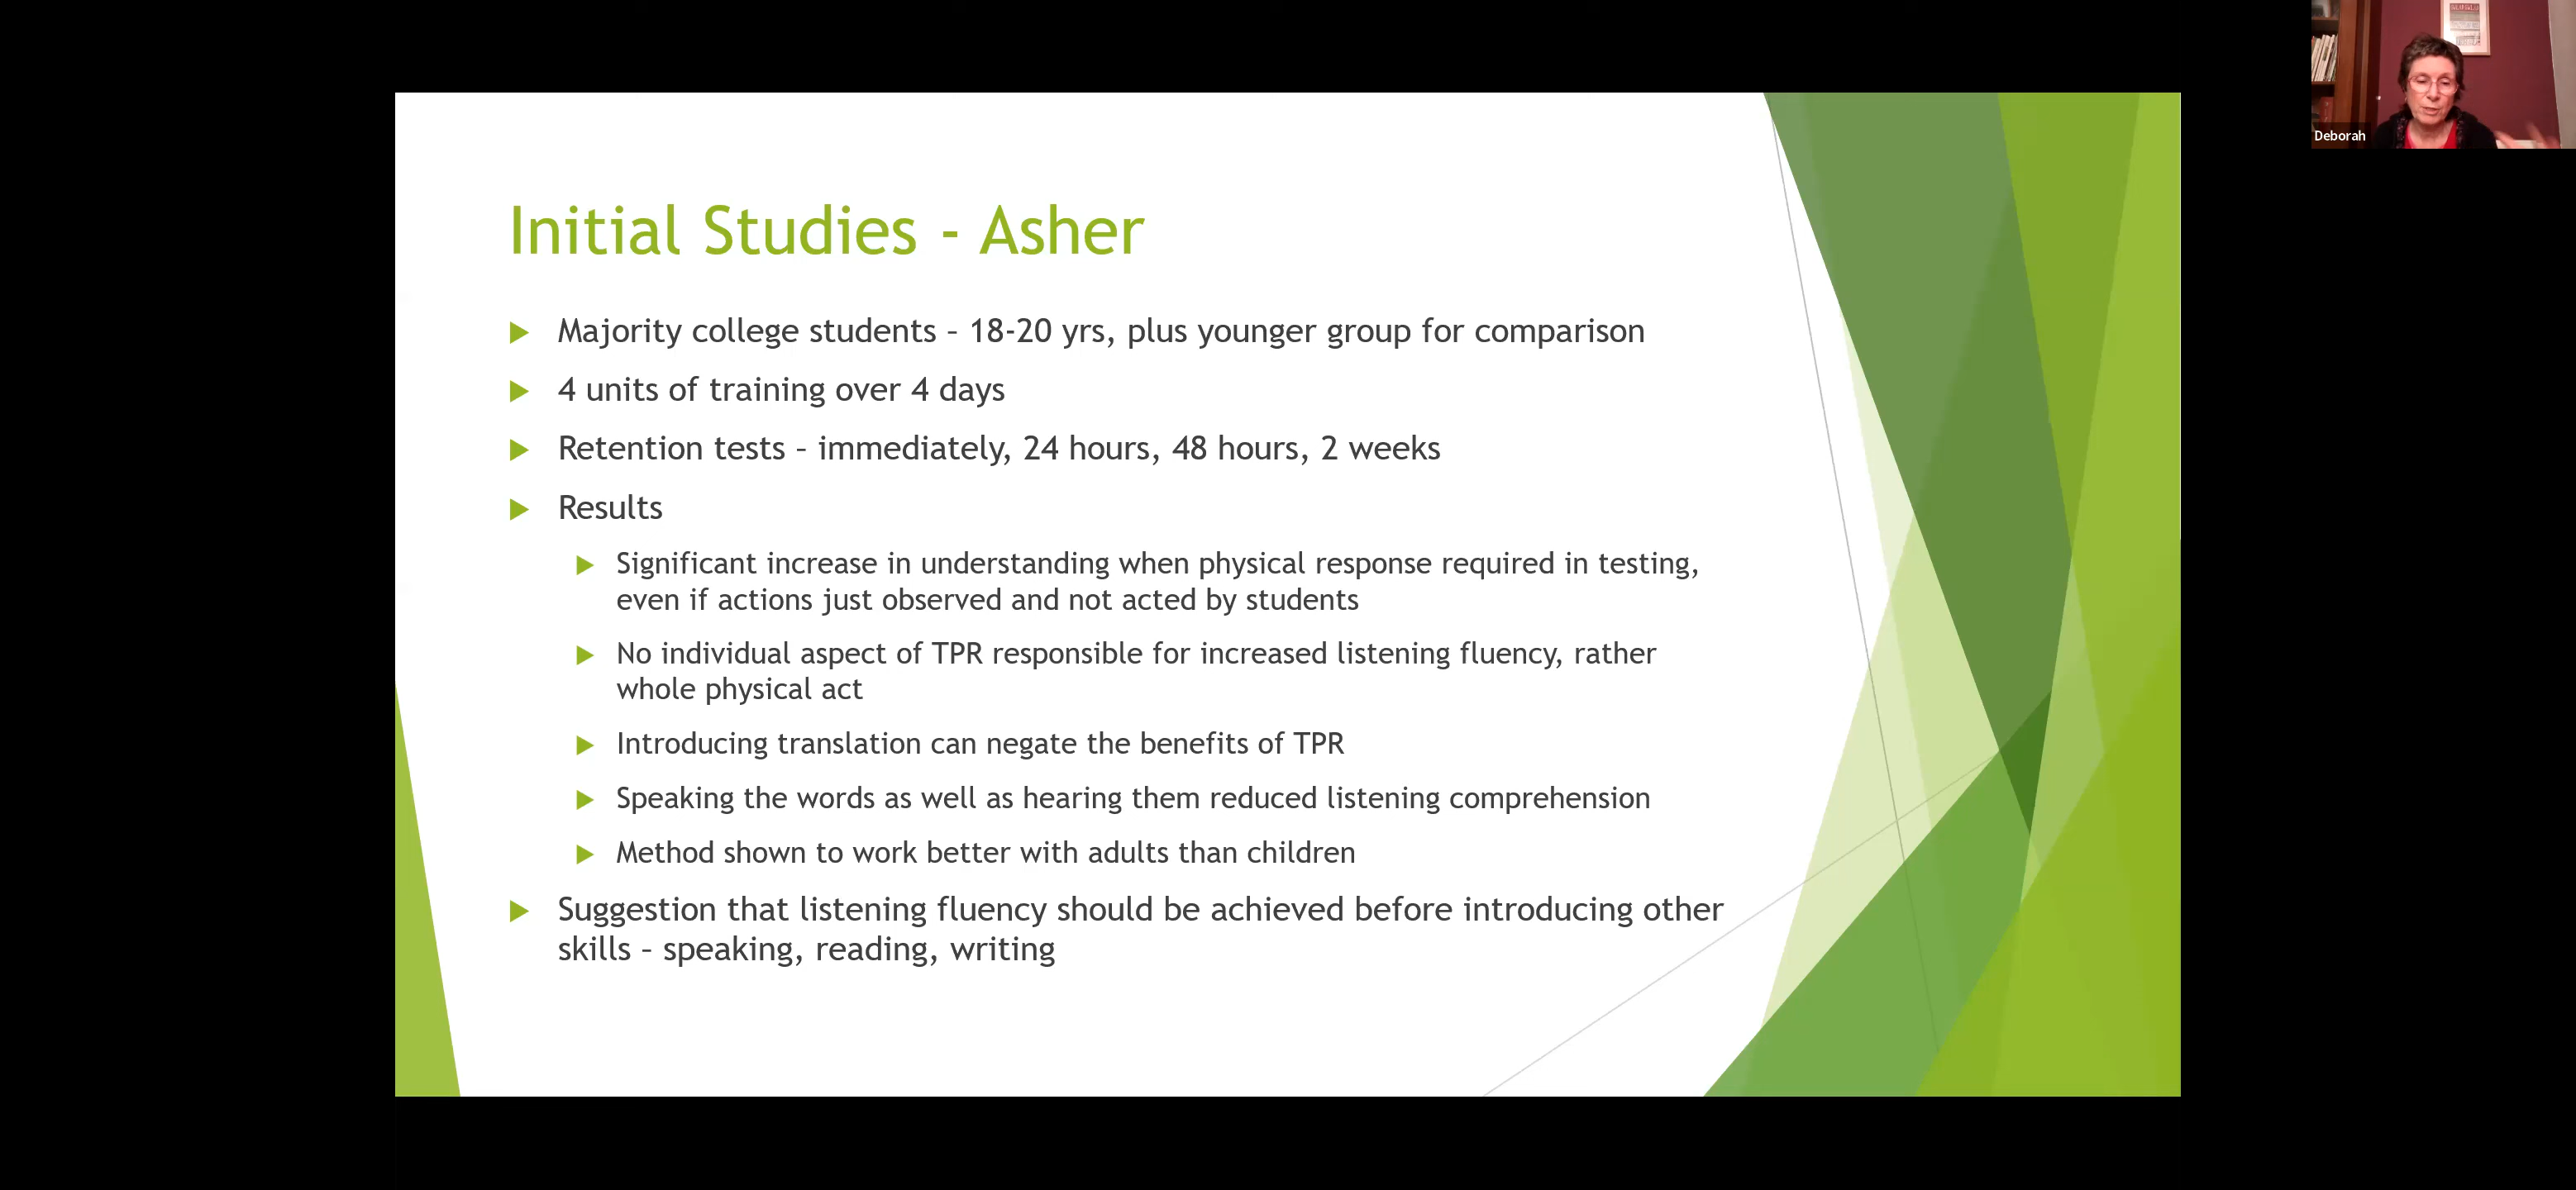 Initial Studies - Asher
Majority college students – 18-20 yrs, plus younger group for comparison
4 units of training over 4 days
Retention tests – immediately, 24 hours, 48 hours, 2 weeks
Results
Significant increase in understanding when physical response required in testing,
even if actions just observed and not acted by students
No individual aspect of TPR responsible for increased listening fluency, rather
whole physical act
Introducing translation can negate the benefits of TPR
Speaking the words as well as hearing them reduced listening comprehension
Method shown to work better with adults than children
Suggestion that listening fluency should be achieved before introducing other
skills – speaking, reading, writing
Deborah